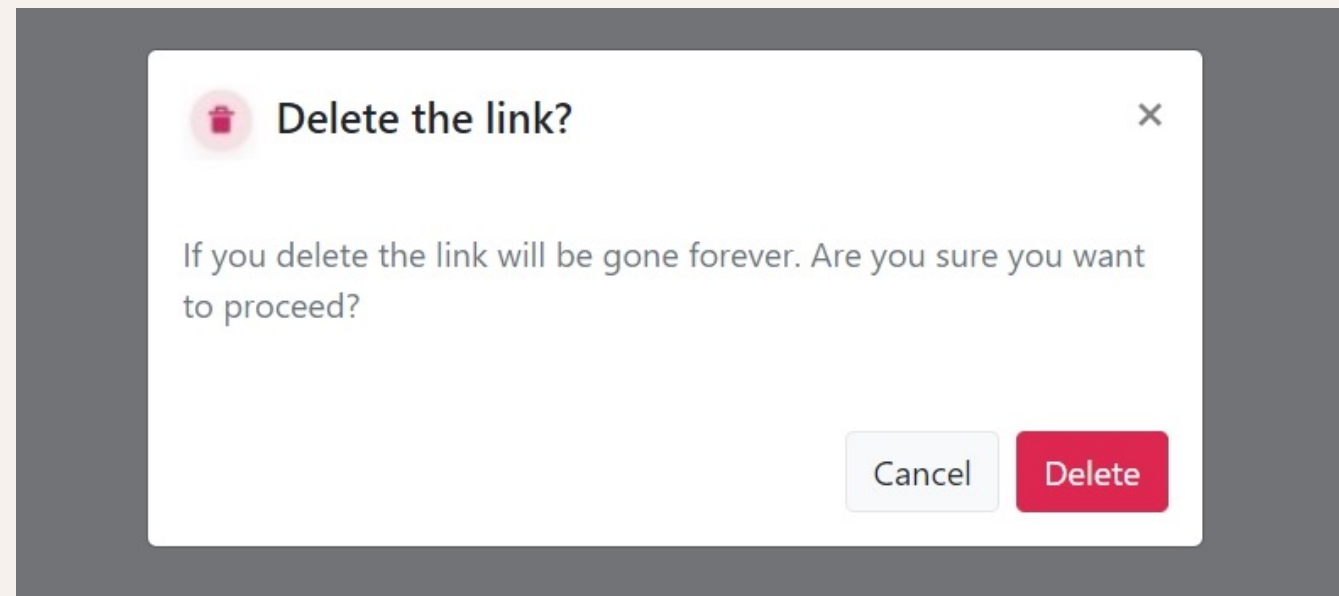 Delete the link?
If you delete the link will be gone forever. Are you sure you want
to proceed?
Cancel
Delete